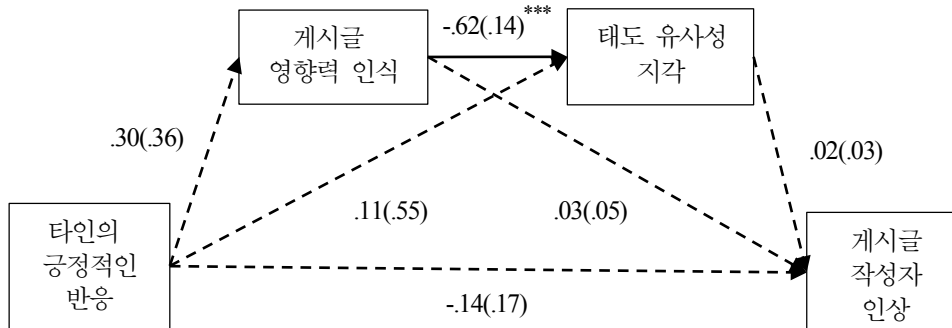 -.62(.14)***
게시글
영향력 인식
태도 유사성
지각
.30(.36)
.02(.03)
.11(.55)
.03(.05)
타인의
긍정적인
반응
게시글
작성자
인상
-.14(.17)